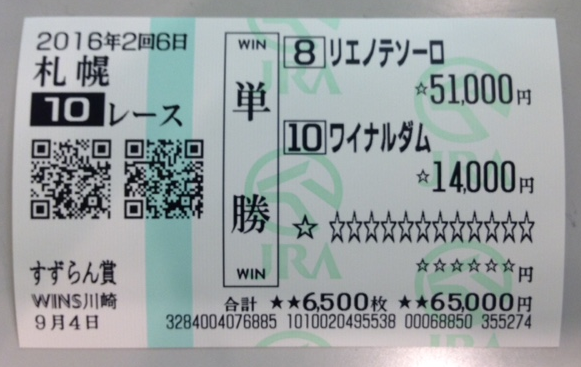 2016年2回6日
札幌
10レース
すずらん賞
WINS川崎
9月4日
WIN
単勝
WIN
8 リエノテソーロ
☆51,000円
10 ワイナルダム
☆14,000円
☆ ☆☆☆☆☆☆☆☆☆☆☆☆
☆☆☆☆☆☆円
合計 ★★6,500枚 ★★65,000円
3284004076885 1010020495538 00068850 355274
JRA
JRA
JRA
JRA